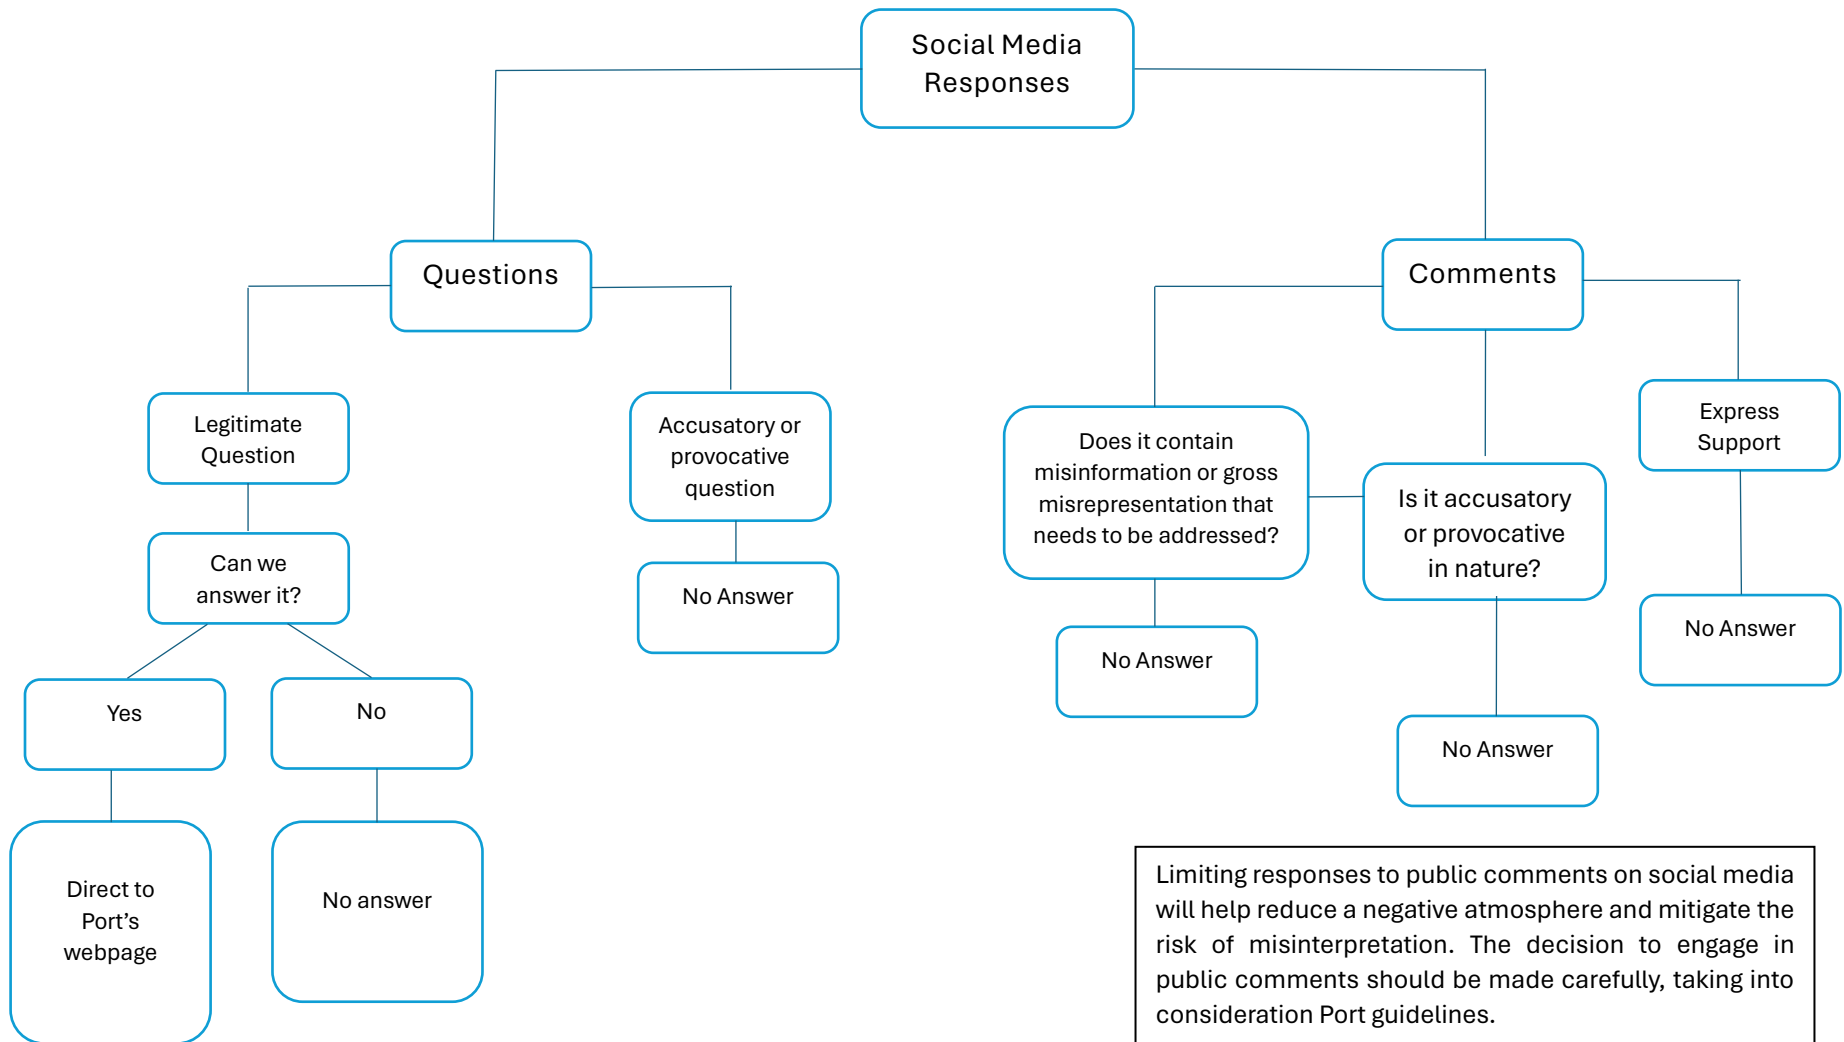 Social Media
Responses
Questions
Comments
Legitimate
Question
Accusatory or
provocative
question
Does it contain
misinformation or gross
misrepresentation that
needs to be addressed?
Is it accusatory
or provocative
in nature?
Express
Support
Can we
answer it?
No Answer
No Answer
No Answer
No Answer
Yes
No
Direct to
Port’s
webpage
No answer
Limiting responses to public comments on social media
will help reduce a negative atmosphere and mitigate the
risk of misinterpretation. The decision to engage in
public comments should be made carefully, taking into
consideration Port guidelines.